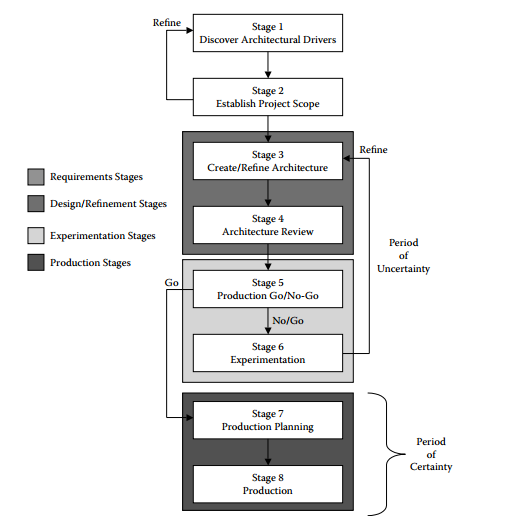 Refine
Stage 1
Discover Architectural Drivers
Stage 2
Establish Project Scope
Stage 3
Create/Refine Architecture
Refine
Stage 4
Architecture Review
Requirements Stages
Design/Refinement Stages
Experimentation Stages
Production Stages
Period
of
Uncertainty
Go
Stage 5
Production Go/No-Go
No/Go
Stage 6
Experimentation
Stage 7
Production Planning
Stage 8
Production
Period
of
Certainty